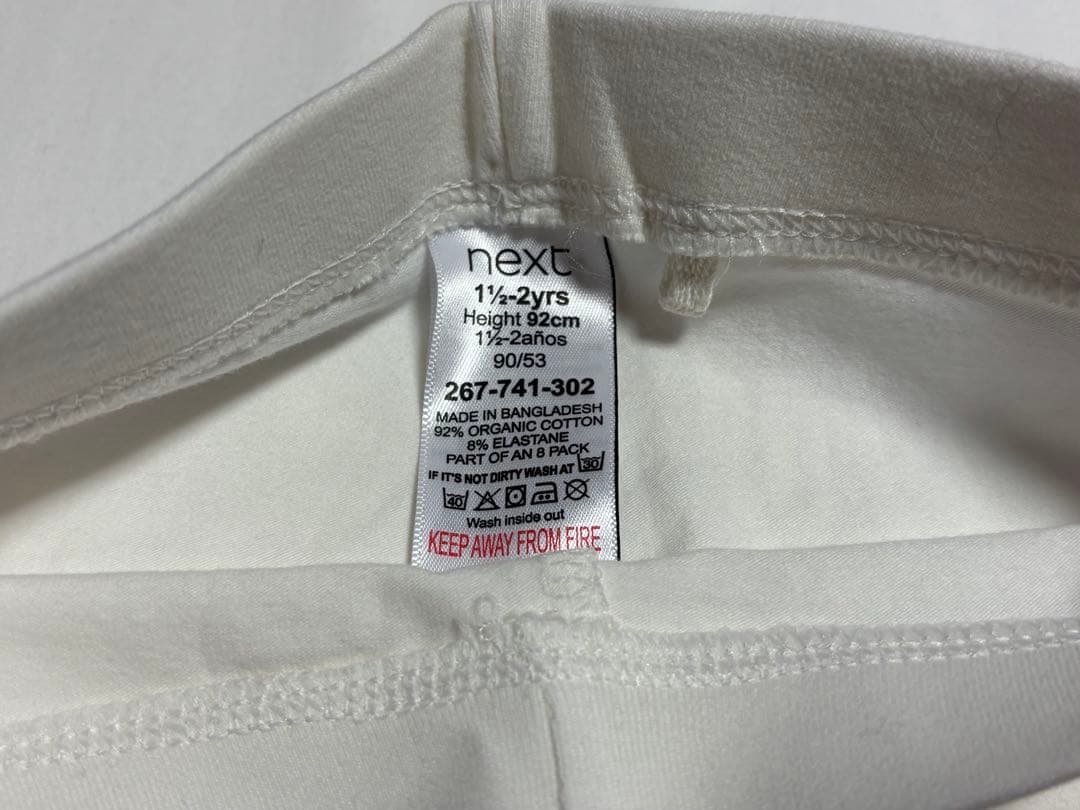 next
1½-2yrs
Height 92cm
1½-2años
90/53
267-741-302
MADE IN BANGLADESH
92% ORGANIC COTTON
8% ELASTANE
PART OF AN 8 PACK
IF IT'S NOT DIRTY WASH AT 30
40
Wash inside out
KEEP AWAY FROM FIRE